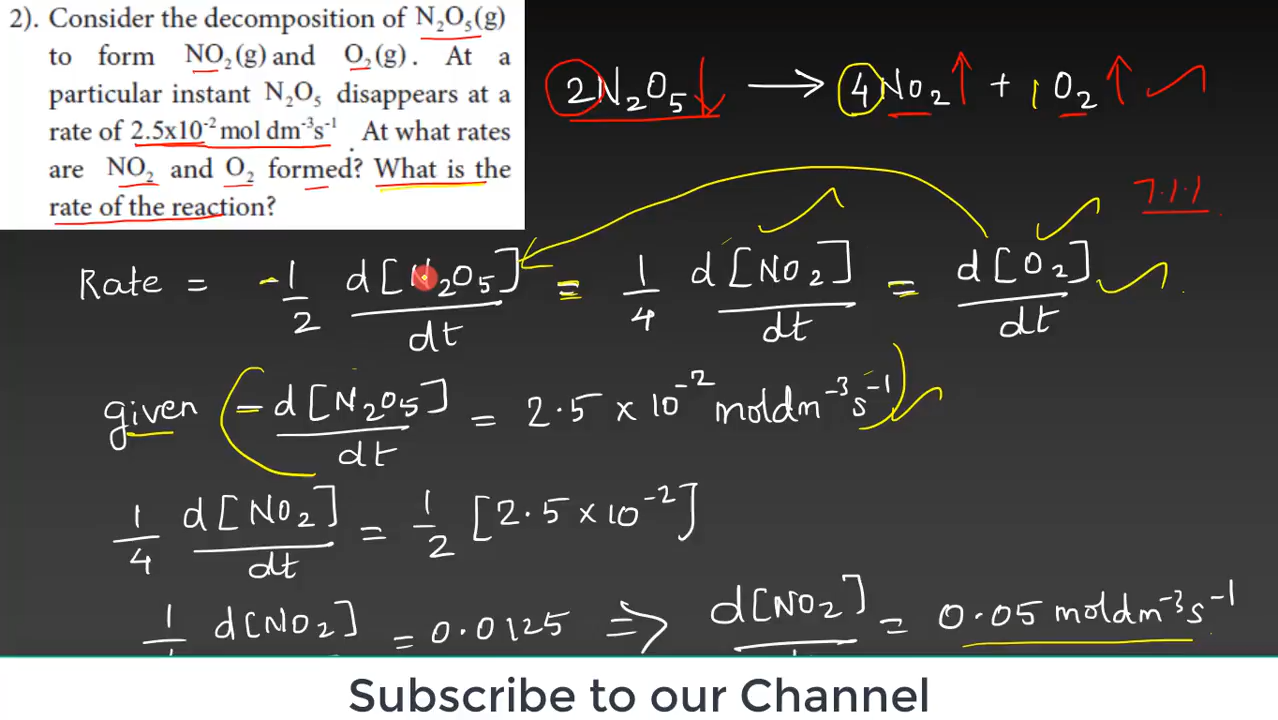 2). Consider the decomposition of N₂O₅(g)
to form NO₂(g) and O₂(g). At a
particular instant N₂O₅ disappears at a
rate of 2.5x10⁻² mol dm⁻³s⁻¹. At what rates
are NO₂ and O₂ formed? What is the
rate of the reaction?
2N₂O₅ ↓ ⟶ 4NO₂ ↑ + 1O₂ ↑
7.1.1
Rate = -1/2 d[N₂O₅]/dt = 1/4 d[NO₂]/dt = d[O₂]/dt
given -d[N₂O₅]/dt = 2.5 × 10⁻² moldm⁻³s⁻¹
1/4 d[NO₂]/dt = 1/2 [2.5 × 10⁻²]
d[NO₂] = 0.0125 ⇒ d[NO₂] = 0.05 moldm⁻³s⁻¹
Subscribe to our Channel